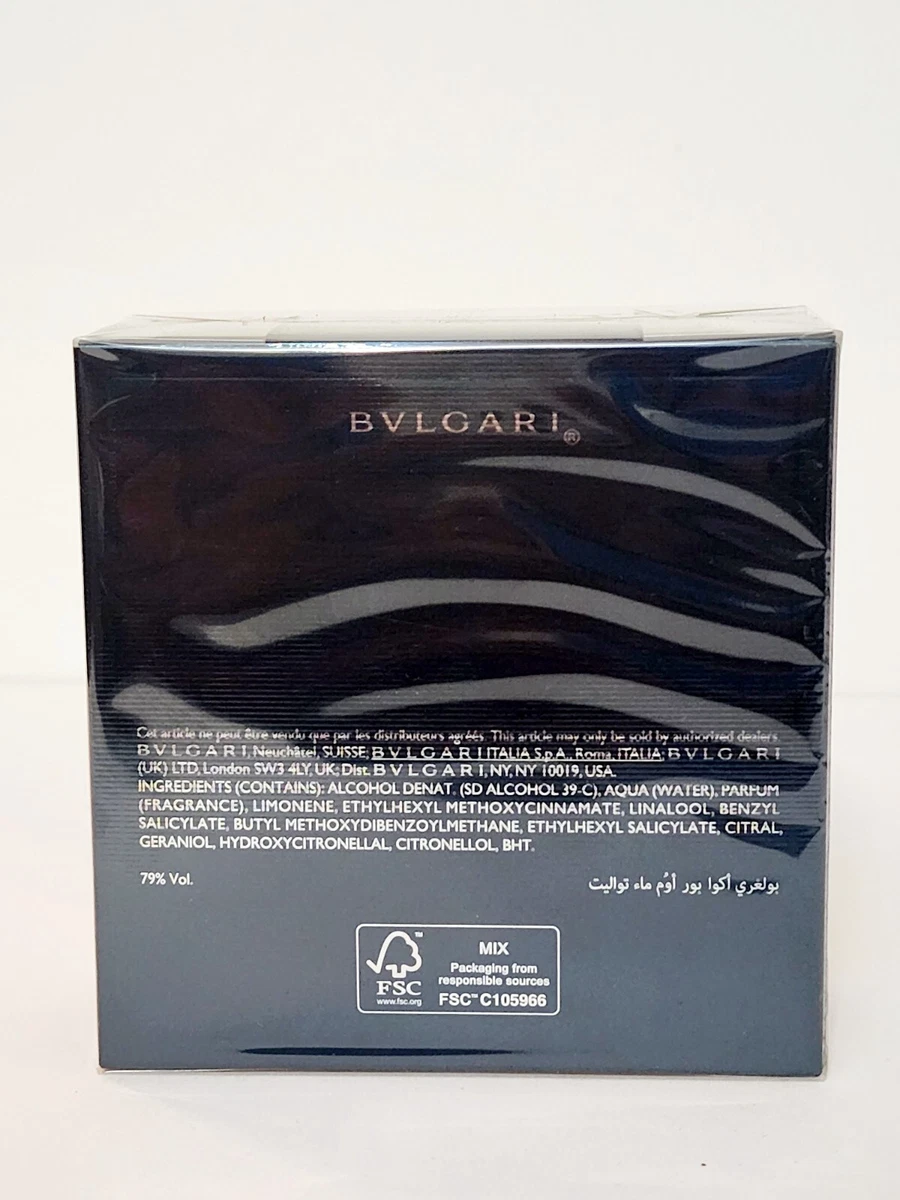 BVLGARI®
Cet article ne peut être vendu que par les distributeurs agréés. This article may only be sold by authorized dealers.
BVLGARI, Neuchâtel, SUISSE; BVLGARI ITALIA S.p.A., Roma, ITALIA; BVLGARI
(UK) LTD, London SW3 4LY, UK; Dist. BVLGARI, NY, NY 10019, USA.
INGREDIENTS (CONTAINS): ALCOHOL DENAT. (SD ALCOHOL 39-C), AQUA (WATER), PARFUM
(FRAGRANCE), LIMONENE, ETHYLHEXYL METHOXYCINNAMATE, LINALOOL, BENZYL
SALICYLATE, BUTYL METHOXYDIBENZOYLMETHANE, ETHYLHEXYL SALICYLATE, CITRAL,
GERANIOL, HYDROXYCITRONELLAL, CITRONELLOL, BHT.
79% Vol.
بولغري أكوا بور أوُم ماء تواليت
FSC
www.fsc.org
™
MIX
Packaging from
responsible sources
FSC™ C105966